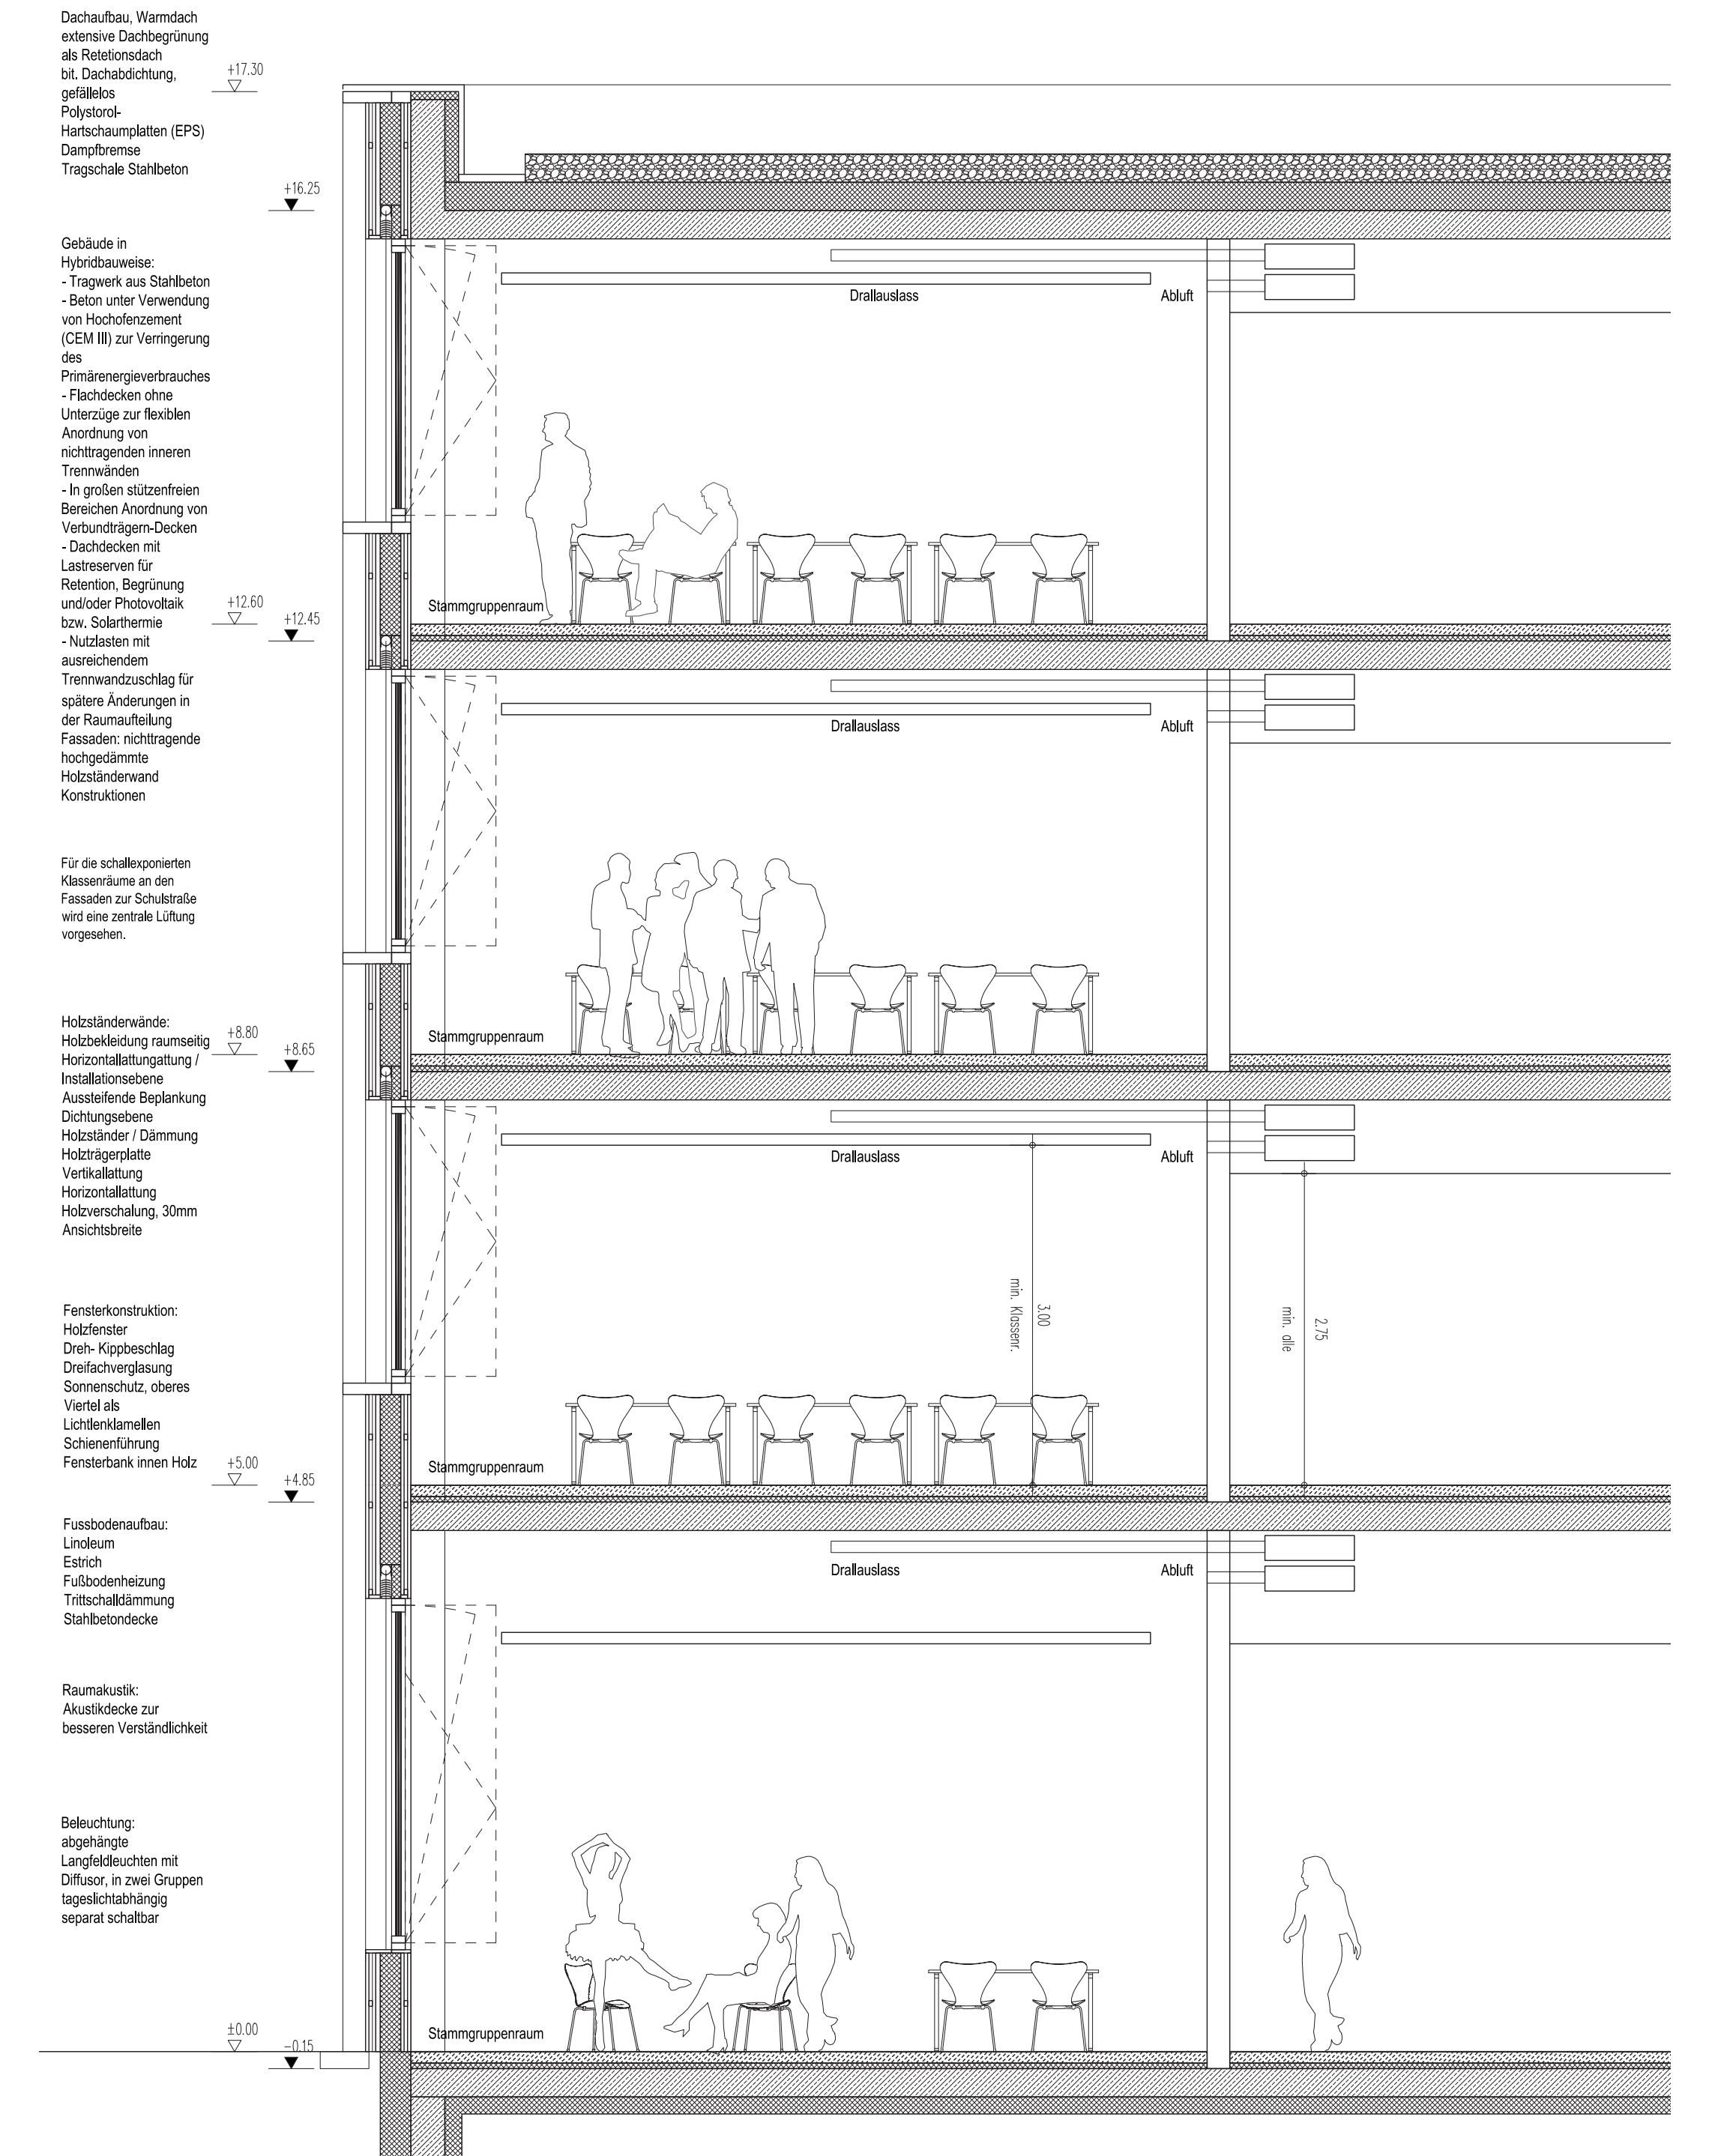 Dachaufbau, Warmdach
extensive Dachbegrünung
als Retetionsdach
bit. Dachabdichtung,
gefällelos
Polystorol-
Hartschaumplatten (EPS)
Dampfbremse
Tragschale Stahlbeton
+17.30
+16.25
Gebäude in
Hybridbauweise:
- Tragwerk aus Stahlbeton
- Beton unter Verwendung
von Hochofenzement
(CEM III) zur Verringerung
des
Primärenergieverbrauches
- Flachdecken ohne
Unterzüge zur flexiblen
Anordnung von
nichttragenden inneren
Trennwänden
- In großen stützenfreien
Bereichen Anordnung von
Verbundträgern-Decken
- Dachdecken mit
Lastreserven für
Retention, Begrünung
und/oder Photovoltaik
bzw. Solarthermie
- Nutzlasten mit
ausreichendem
Trennwandzuschlag für
spätere Änderungen in
der Raumaufteilung
Fassaden: nichttragende
hochgedämmte
Holzständerwand
Konstruktionen
+12.60
+12.45
Drallauslass
Abluft
Stammgruppenraum
Für die schallexponierten
Klassenräume an den
Fassaden zur Schulstraße
wird eine zentrale Lüftung
vorgesehen.
Drallauslass
Abluft
Stammgruppenraum
Holzständerwände:
Holzbekleidung raumseitig
Horizontallattungattung /
Installationsebene
Aussteifende Beplankung
Dichtungsebene
Holzständer / Dämmung
Holzträgerplatte
Vertikallattung
Horizontallattung
Holzverschalung, 30mm
Ansichtsbreite
+8.80
+8.65
Drallauslass
Abluft
3.00
min. Klassenr.
2.75
min. alle
Stammgruppenraum
Fensterkonstruktion:
Holzfenster
Dreh- Kippbeschlag
Dreifachverglasung
Sonnenschutz, oberes
Viertel als
Lichtlenklamellen
Schienenführung
Fensterbank innen Holz
+5.00
+4.85
Fussbodenaufbau:
Linoleum
Estrich
Fußbodenheizung
Trittschalldämmung
Stahlbetondecke
Drallauslass
Abluft
Raumakustik:
Akustikdecke zur
besseren Verständlichkeit
Beleuchtung:
abgehängte
Langfeldleuchten mit
Diffusor, in zwei Gruppen
tageslichtabhängig
separat schaltbar
Stammgruppenraum
±0.00
-0.15